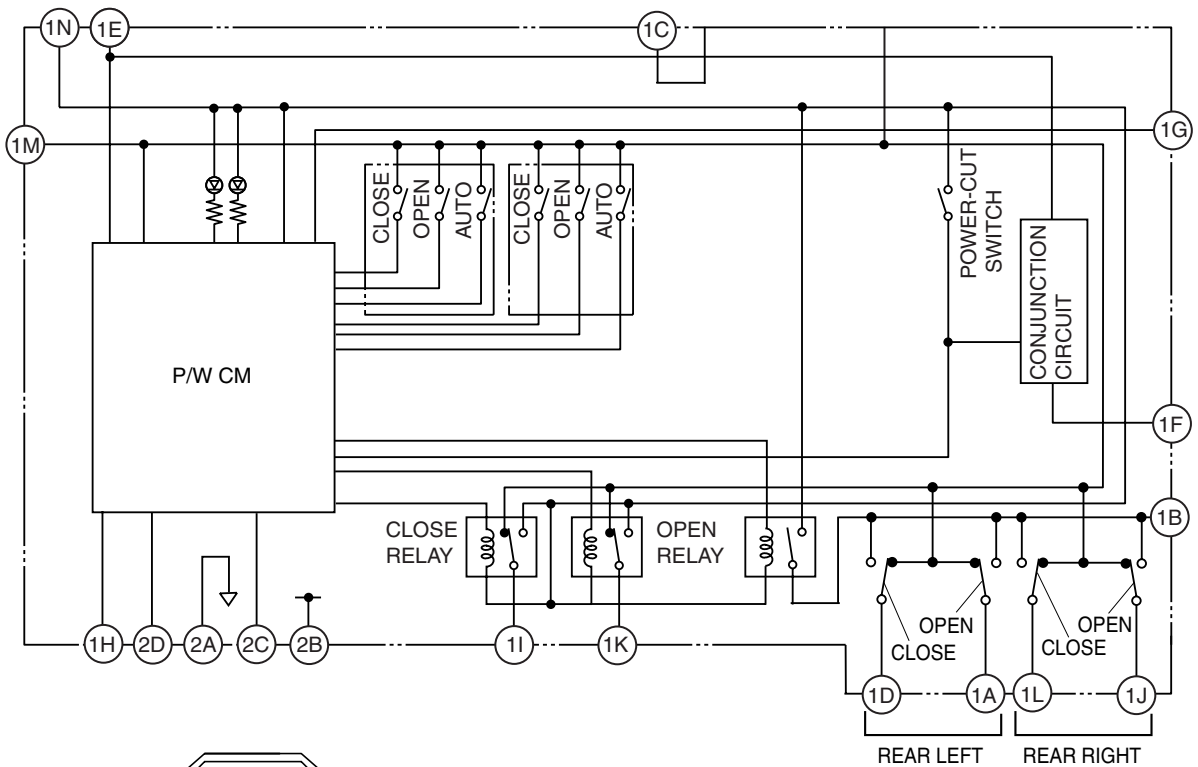 1N
1E
1C
1M
1G
CLOSE
OPEN
AUTO
CLOSE
OPEN
AUTO
POWER-CUT
SWITCH
CONJUNCTION
CIRCUIT
P/W CM
1F
CLOSE
RELAY
OPEN
RELAY
1B
OPEN
CLOSE
OPEN
CLOSE
1H
2D
2A
2C
2B
1I
1K
1D
1A
1L
1J
REAR LEFT
REAR RIGHT